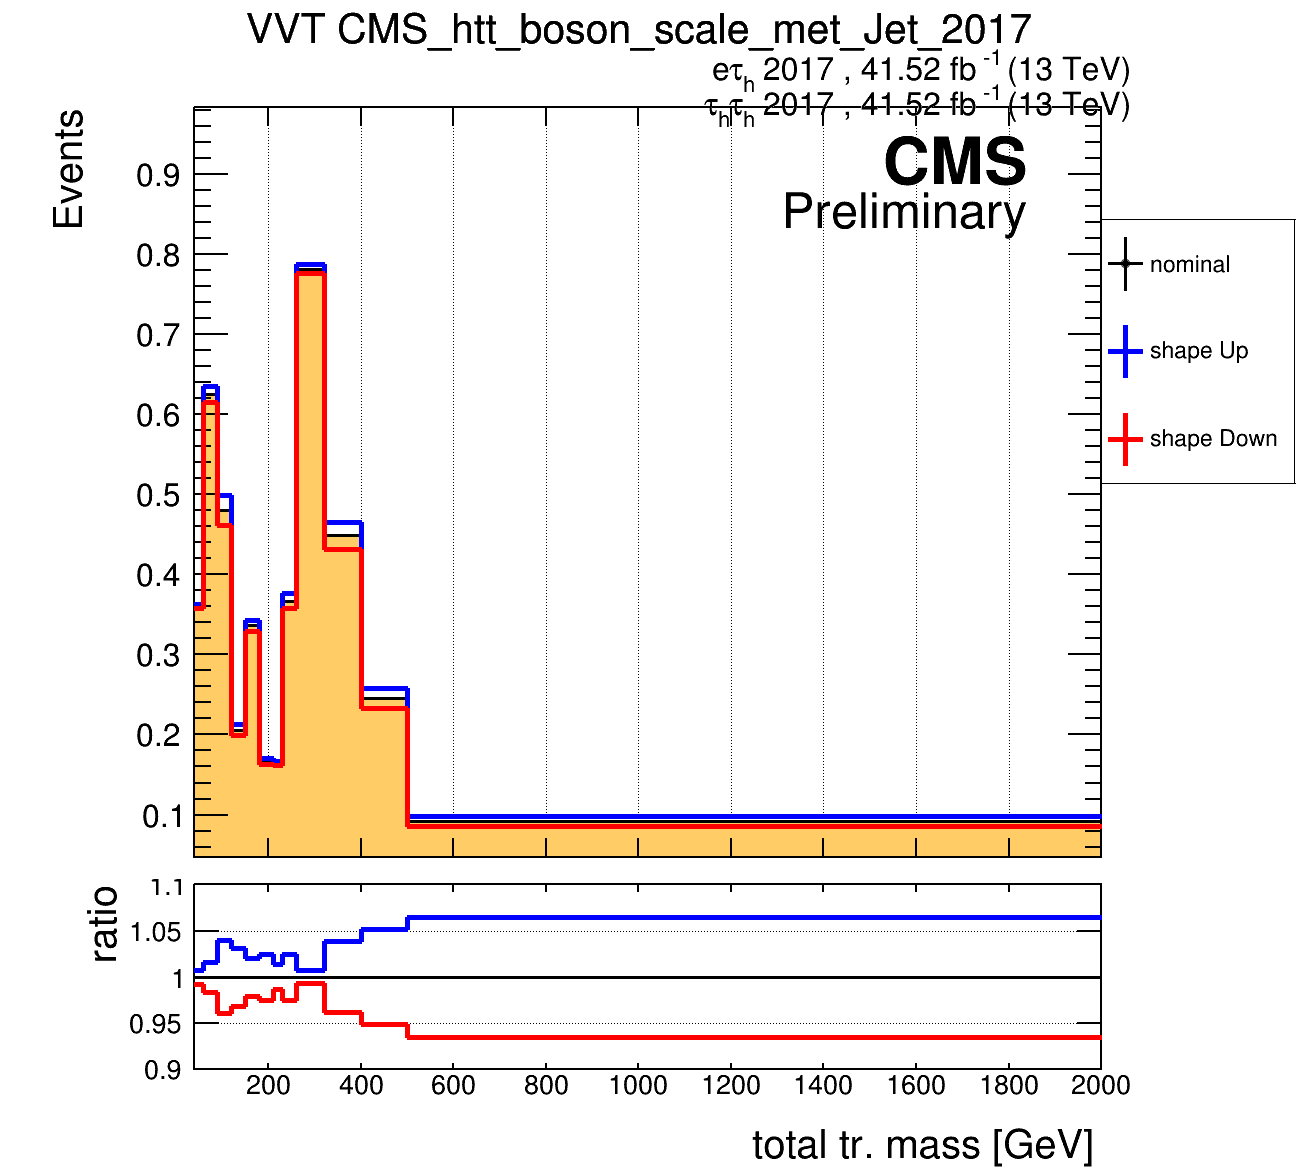 VVT CMS_htt_boson_scale_met_Jet_2017
eτh 2017 , 41.52 fb -1 (13 TeV)
τhτh 2017 , 41.52 fb -1 (13 TeV)
CMS
Preliminary
Events
0.9
0.8
0.7
0.6
0.5
0.4
0.3
0.2
0.1
nominal
shape Up
shape Down
ratio
1.1
1.05
1
0.95
0.9
200 400 600 800 1000 1200 1400 1600 1800 2000
total tr. mass [GeV]